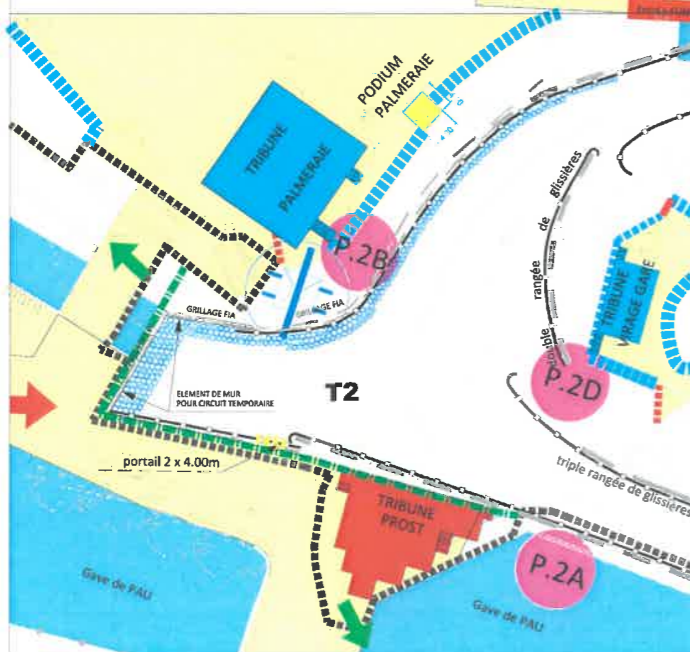 PODIUM
PALMERAIE
TRIBUNE
PALMERAIE
P.2B
double rangée de glissières
TRIBUNE
VIRAGE GARE
P.2D
GRILLAGE FIA
GRILLAGE FIA
ELEMENT DE MUR
POUR CIRCUIT TEMPORAIRE
T2
portail 2 x 4.00m
triple rangée de glissières
TRIBUNE
PROST
P.2A
Gave de PAU
Gave de PAU